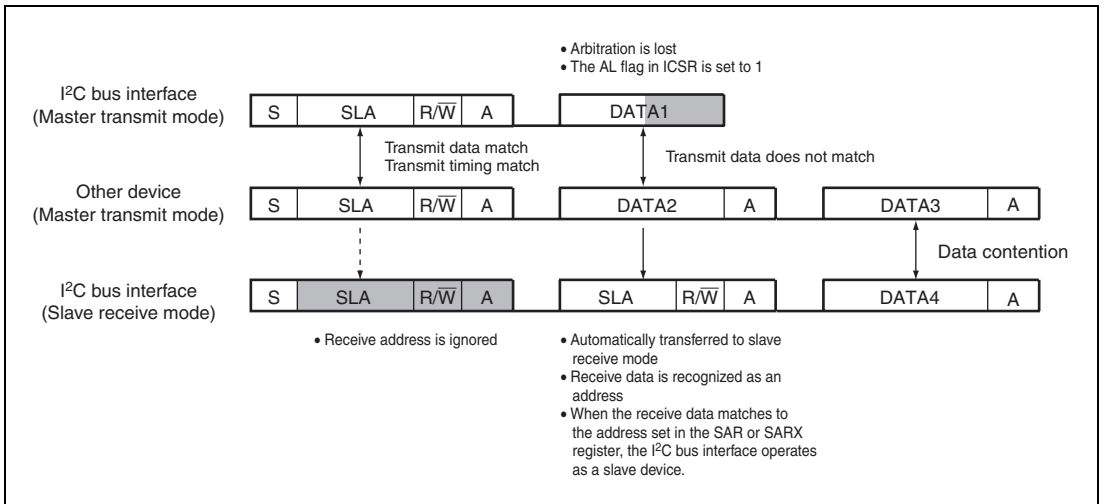 • Arbitration is lost
• The AL flag in ICSR is set to 1
I²C bus interface
(Master transmit mode)
S SLA R/W̅ A DATA1
Transmit data match
Transmit timing match
Transmit data does not match
Other device
(Master transmit mode)
S SLA R/W̅ A DATA2 A DATA3 A
Data contention
I²C bus interface
(Slave receive mode)
S SLA R/W̅ A SLA R/W̅ A DATA4 A
• Receive address is ignored
• Automatically transferred to slave
receive mode
• Receive data is recognized as an
address
• When the receive data matches to
the address set in the SAR or SARX
register, the I²C bus interface operates
as a slave device.